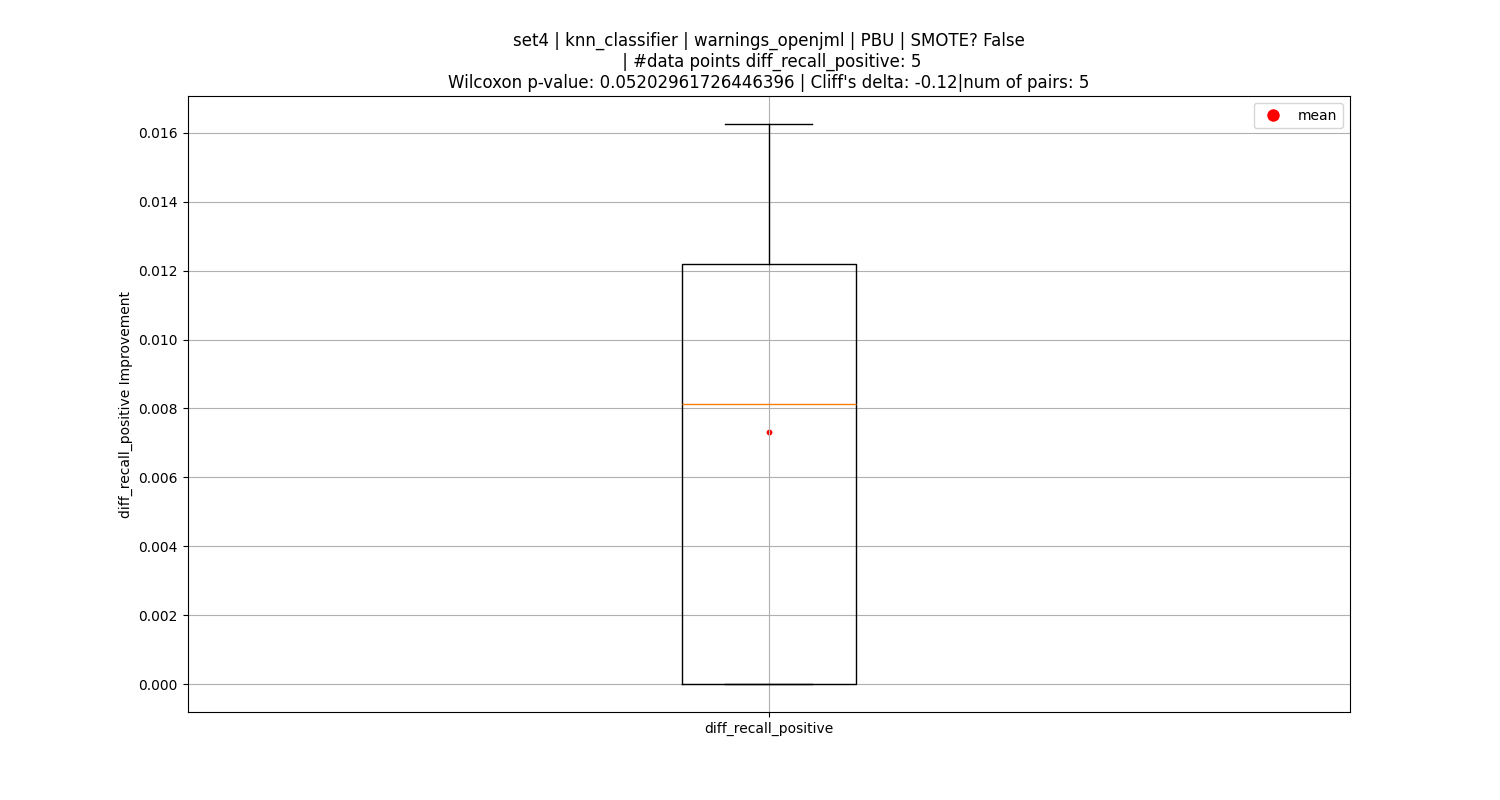 set4 | knn_classifier | warnings_openjml | PBU | SMOTE? False
| #data points diff_recall_positive: 5
Wilcoxon p-value: 0.05202961726446396 | Cliff's delta: -0.12|num of pairs: 5
mean
0.016
0.014
0.012
0.010
0.008
0.006
0.004
0.002
0.000
diff_recall_positive Improvement
diff_recall_positive